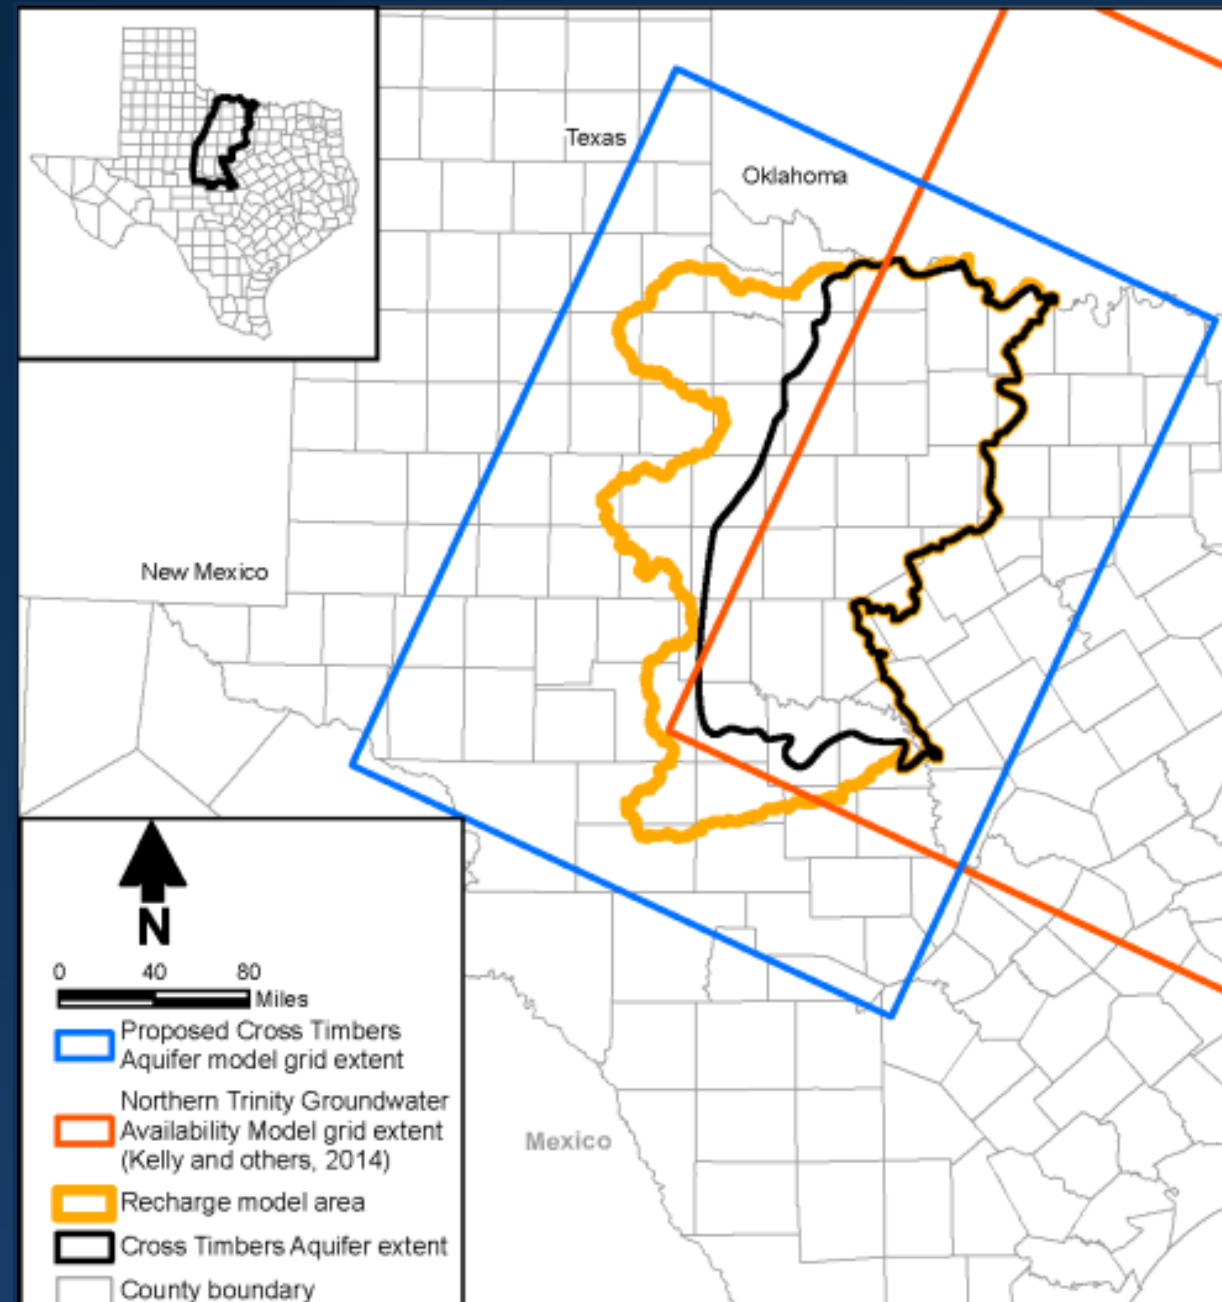 Texas
Oklahoma
New Mexico
N
0 40 80
Miles
Proposed Cross Timbers
Aquifer model grid extent
Northern Trinity Groundwater
Availability Model grid extent
(Kelly and others, 2014)
Recharge model area
Cross Timbers Aquifer extent
County boundary
Mexico